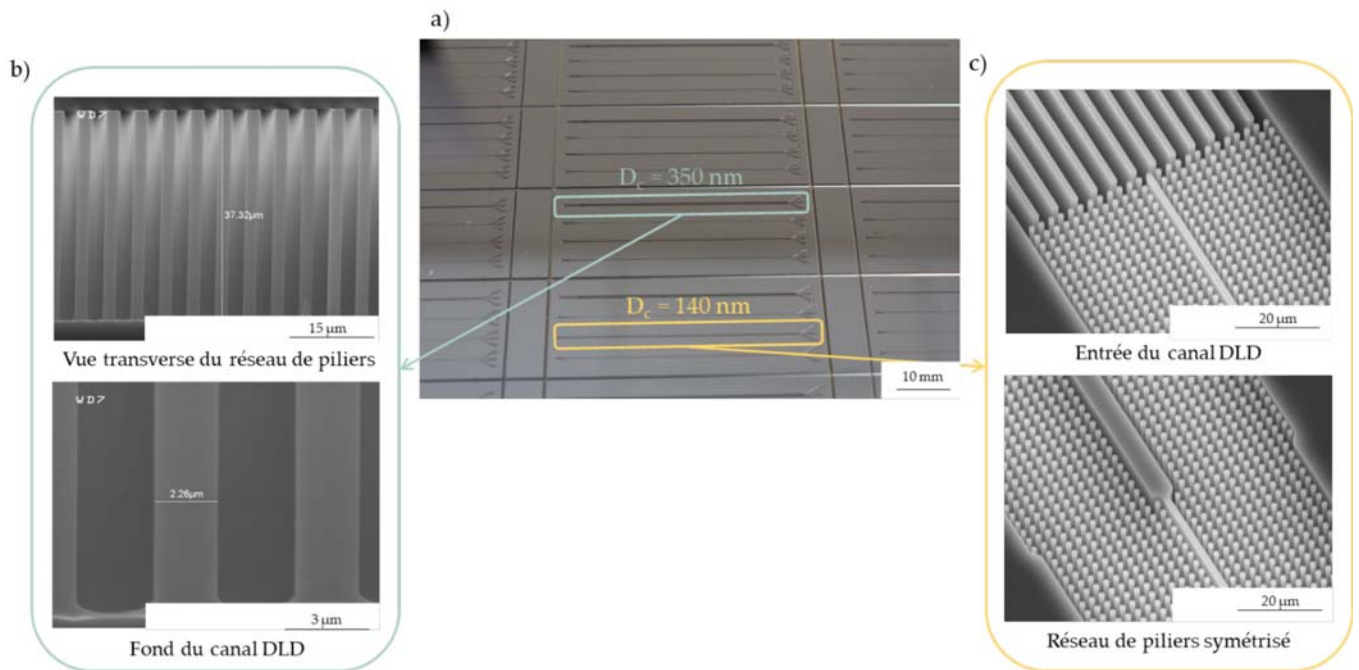 a)
b)
WD7
37.32µm
15 µm
Vue transverse du réseau de piliers
WD7
2.26µm
3 µm
Fond du canal DLD
D_c = 350 nm
D_c = 140 nm
10 mm
c)
20 µm
Entrée du canal DLD
20 µm
Réseau de piliers symétrisé